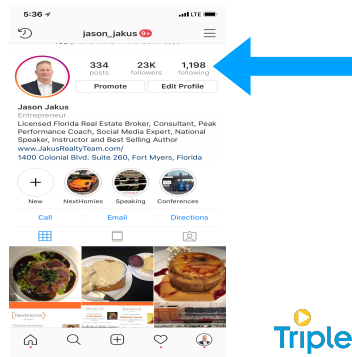 5:36
LTE
jason_jakus 9+
334 23K 1,198
posts followers following
Promote Edit Profile
Jason Jakus
Entrepreneur
Licensed Florida Real Estate Broker, Consultant, Peak
Performance Coach, Social Media Expert, National
Speaker, Instructor and Best Selling Author
www.JakusRealtyTeam.com/
1400 Colonial Blvd. Suite 260, Fort Myers, Florida
New NextHomies Speaking Conferences
Call Email Directions
NextHome
Triple